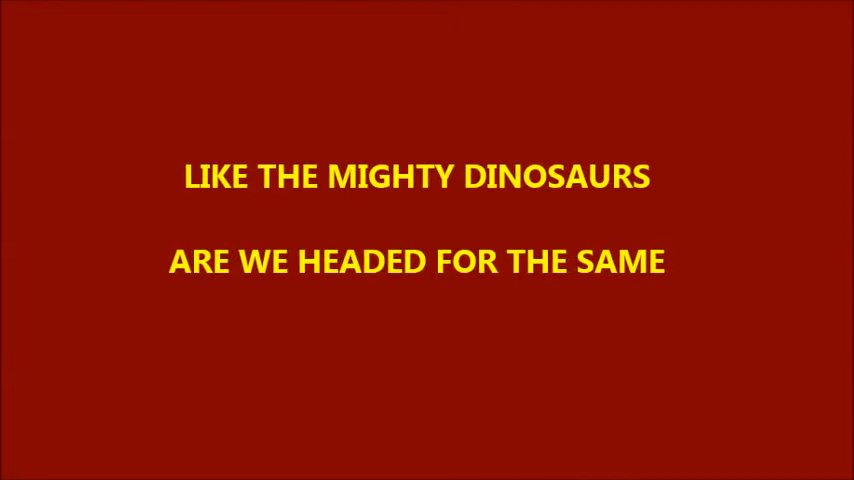 LIKE THE MIGHTY DINOSAURS
ARE WE HEADED FOR THE SAME